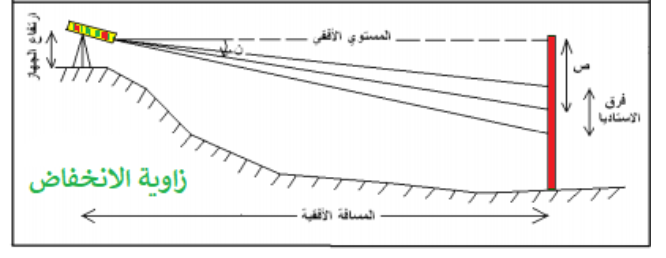 ارتفاع الجهاز
المستوي الأفقي
ص
فرق
الاستاديا
زاوية الانخفاض
المسافة الأفقية